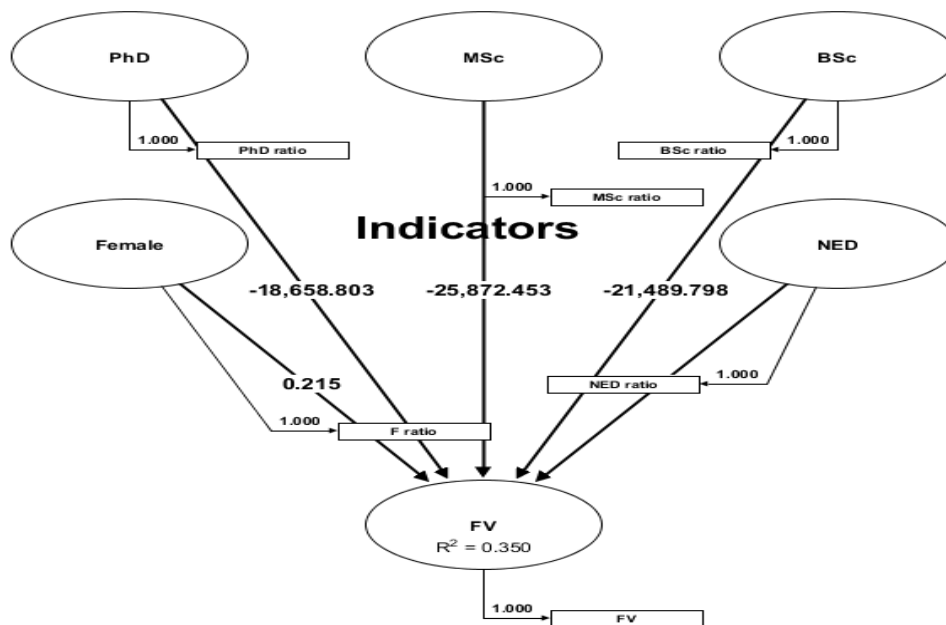 PhD
MSc
BSc
1.000
PhD ratio
BSc ratio
1.000
1.000
MSc ratio
Female
Indicators
NED
-18,658.803
-25,872.453
-21,489.798
0.215
NED ratio
1.000
1.000
F ratio
FV
R² = 0.350
1.000
FV